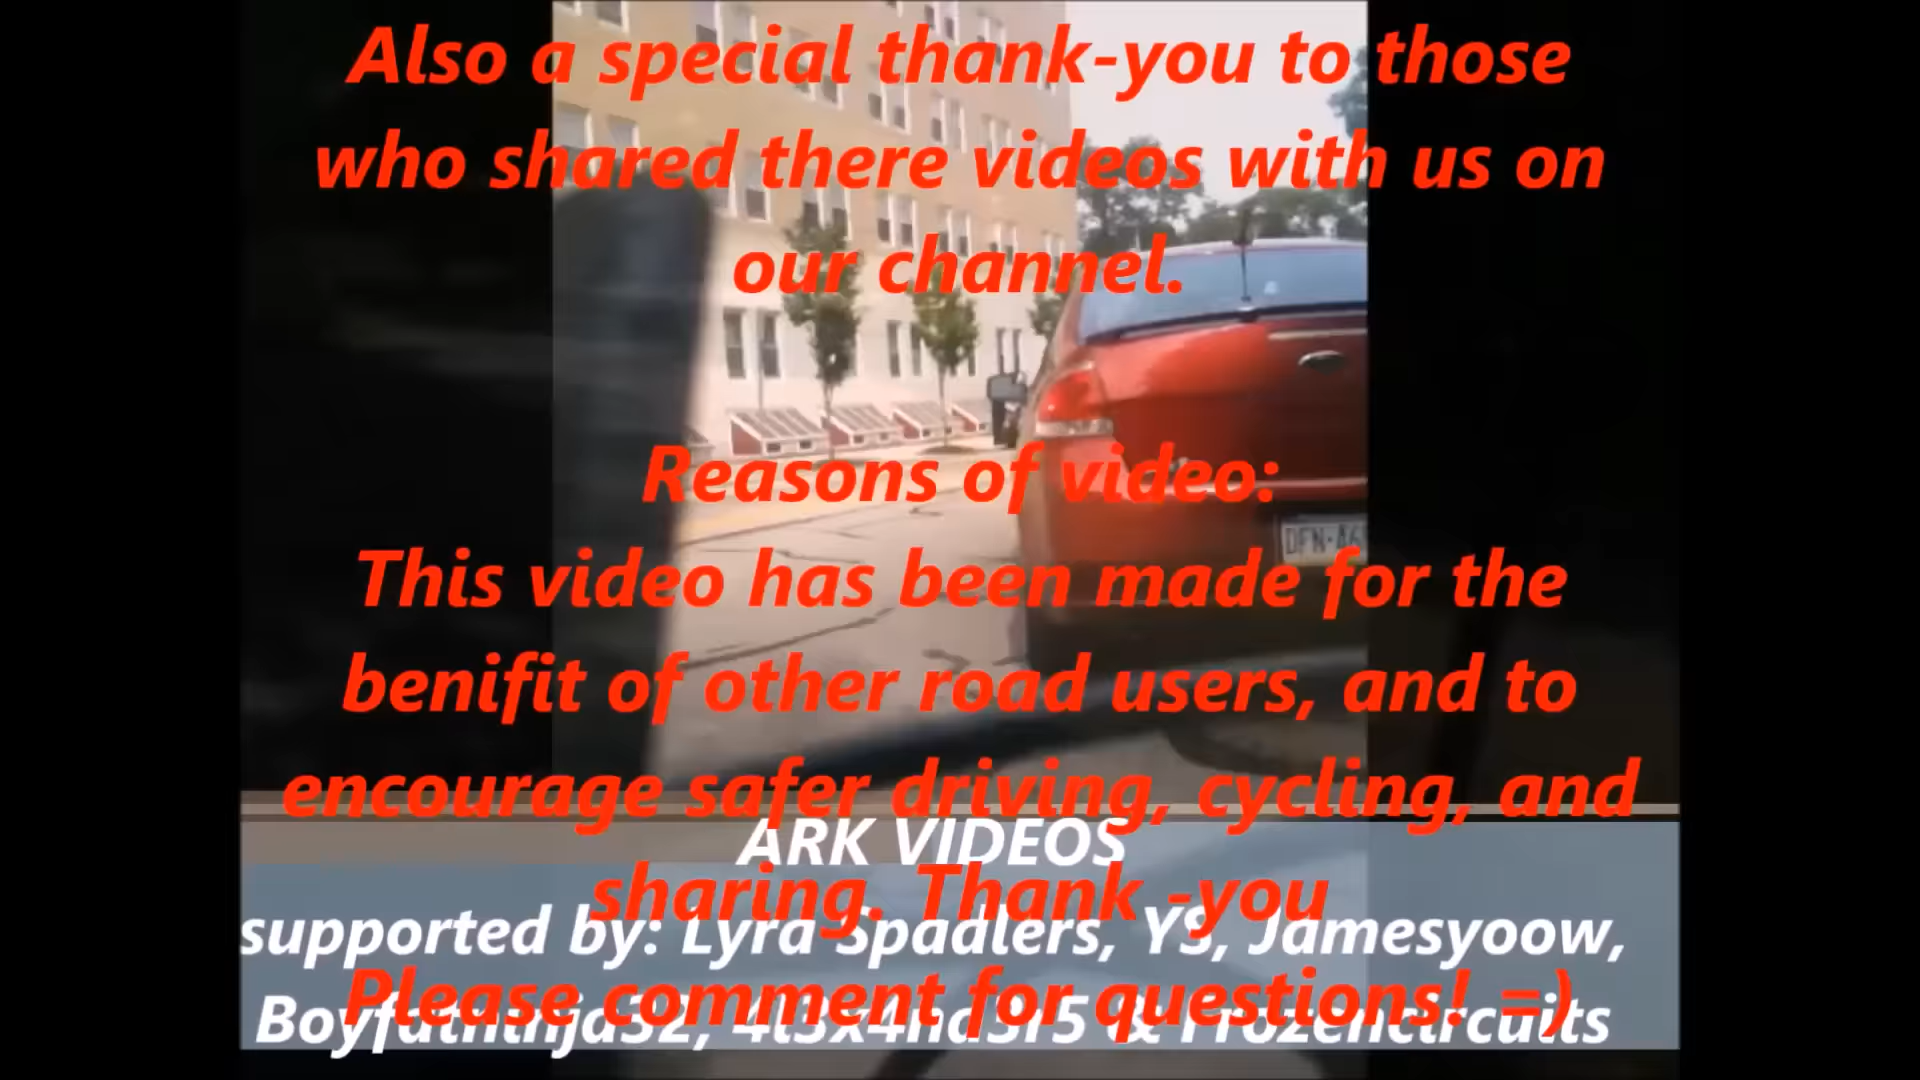 Also a special thank-you to those
who shared there videos with us on
our channel.
Reasons of video:
This video has been made for the
benifit of other road users, and to
encourage safer driving, cycling, and
sharing. Thank -you
Please comment for questions! =)
ARK VIDEOS
supported by: Lyra Spadlers, YS, Jamesyoow,
Boyfatninja52, & Frozencircuits